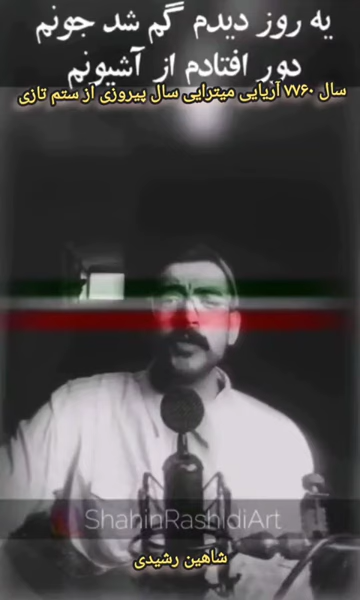 یه روز دیدم گم شد جونم
دور افتادم از آشیونم
سال ۷۷۶۰ آریایی میترایی سال پیروزی از ستم تازی
ShahinRashidiArt
شاهین رشیدی